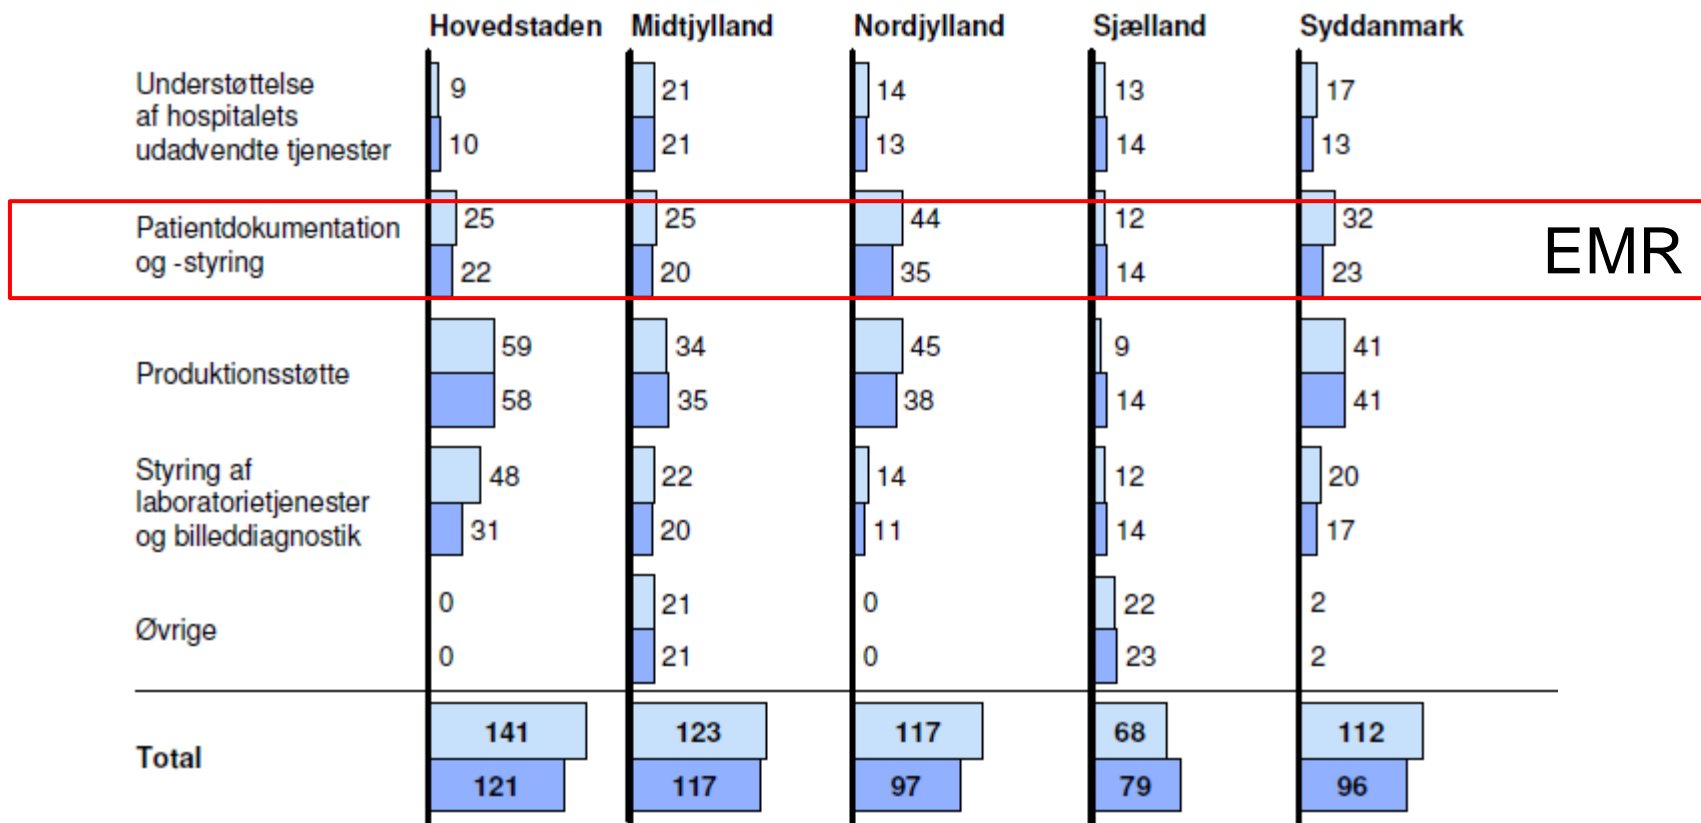 Hovedstaden Midtjylland Nordjylland Sjælland Syddanmark
Understøttelse
af hospitalets
udadvendte tjenester
9 21 14 13 17
10 21 13 14 13
Patientdokumentation
og -styring
25 25 44 12 32
22 20 35 14 23
EMR
Produktionsstøtte
59 34 45 9 41
58 35 38 14 41
Styring af
laboratorietjenester
og billeddiagnostik
48 22 14 12 20
31 20 11 14 17
Øvrige
0 21 0 22 2
0 21 0 23 2
Total
141 123 117 68 112
121 117 97 79 96